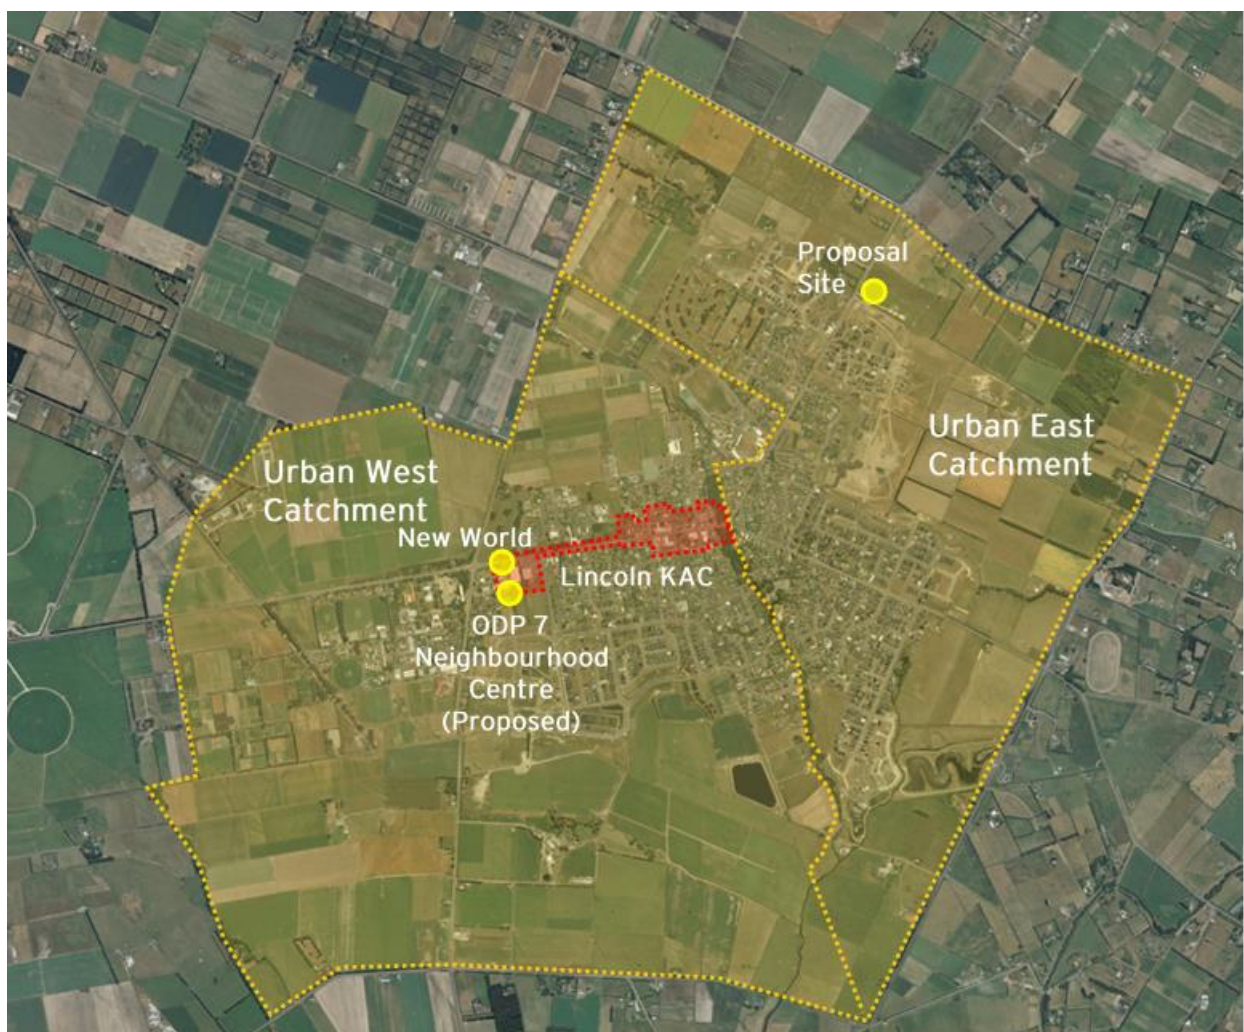 Proposal
Site
Urban East
Catchment
Urban West
Catchment
New World
Lincoln KAC
ODP 7
Neighbourhood
Centre
(Proposed)